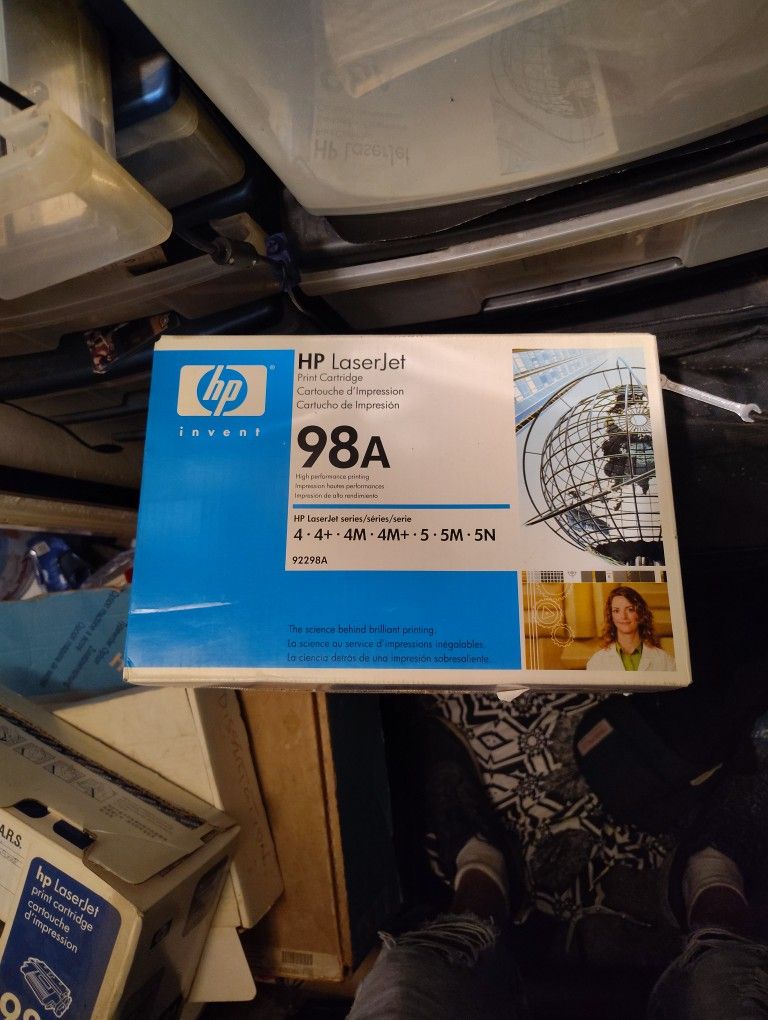 HP LaserJet
hp
invent
HP LaserJet
Print Cartridge
Cartouche d'Impression
Cartucho de Impresión
98A
High performance printing
Impression hautes performances
Impresión de alto rendimiento
HP LaserJet series/séries/serie
4 · 4+ · 4M · 4M+ · 5 · 5M · 5N
92298A
The science behind brilliant printing.
La science au service d'impressions inégalables.
La ciencia detrás de una impresión sobresaliente.
A.R.S.
hp LaserJet
print cartridge
cartouche
d'impression
hp